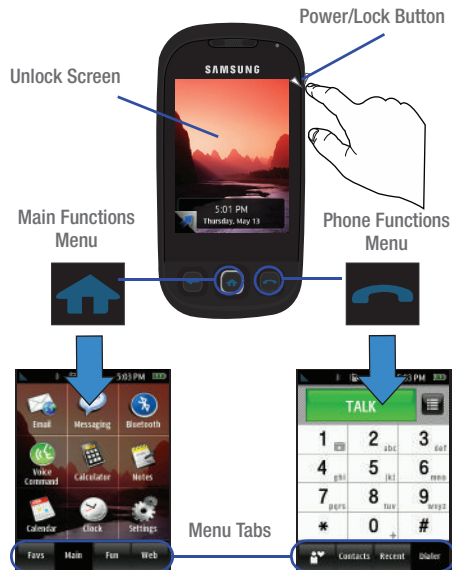 Power/Lock Button
Unlock Screen
SAMSUNG
5:01 PM
Thursday, May 13
Main Functions
Menu
Phone Functions
Menu
5:03 PM
Email Messaging Bluetooth
Voice
Command
Calculator Notes
Calendar Clock Settings
Favs Main Fun Web
Menu Tabs
PM
TALK
1 2 abc 3 def
4 ghi 5 jkl 6 mno
7 pqrs 8 tuv 9 wxyz
* 0 + #
Contacts Recent Dialer